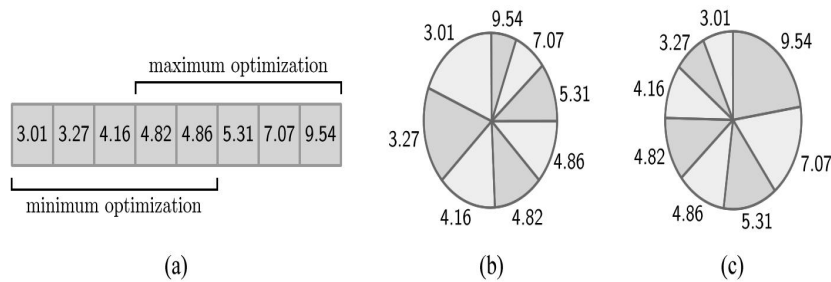 maximum optimization
3.01 3.27 4.16 4.82 4.86 5.31 7.07 9.54
minimum optimization
(a)
9.54
7.07
5.31
4.86
4.82
4.16
3.27
3.01
(b)
9.54
7.07
5.31
4.86
4.82
4.16
3.27
3.01
(c)